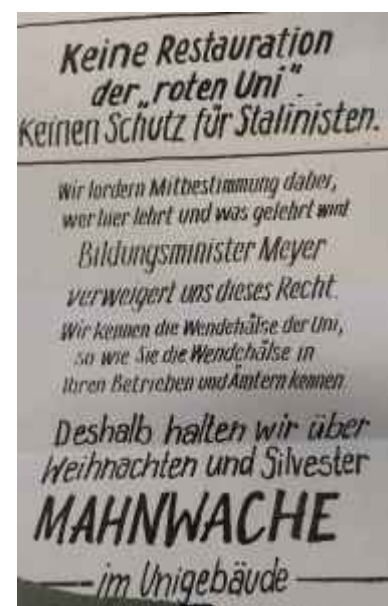 Keine Restauration
der „roten Uni".
Keinen Schutz für Stalinisten.
Wir fordern Mitbestimmung daber,
wer hier lehrt und was gelehrt wird
Bildungsminister Meyer
verweigert uns dieses Recht.
Wir kennen die Wendehälse der Uni,
so wie Sie die Wendehälse in
Ihren Betrieben und Ämtern kennen
Deshalb halten wir über
Weihnachten und Silvester
MAHNWACHE
im Unigebäude